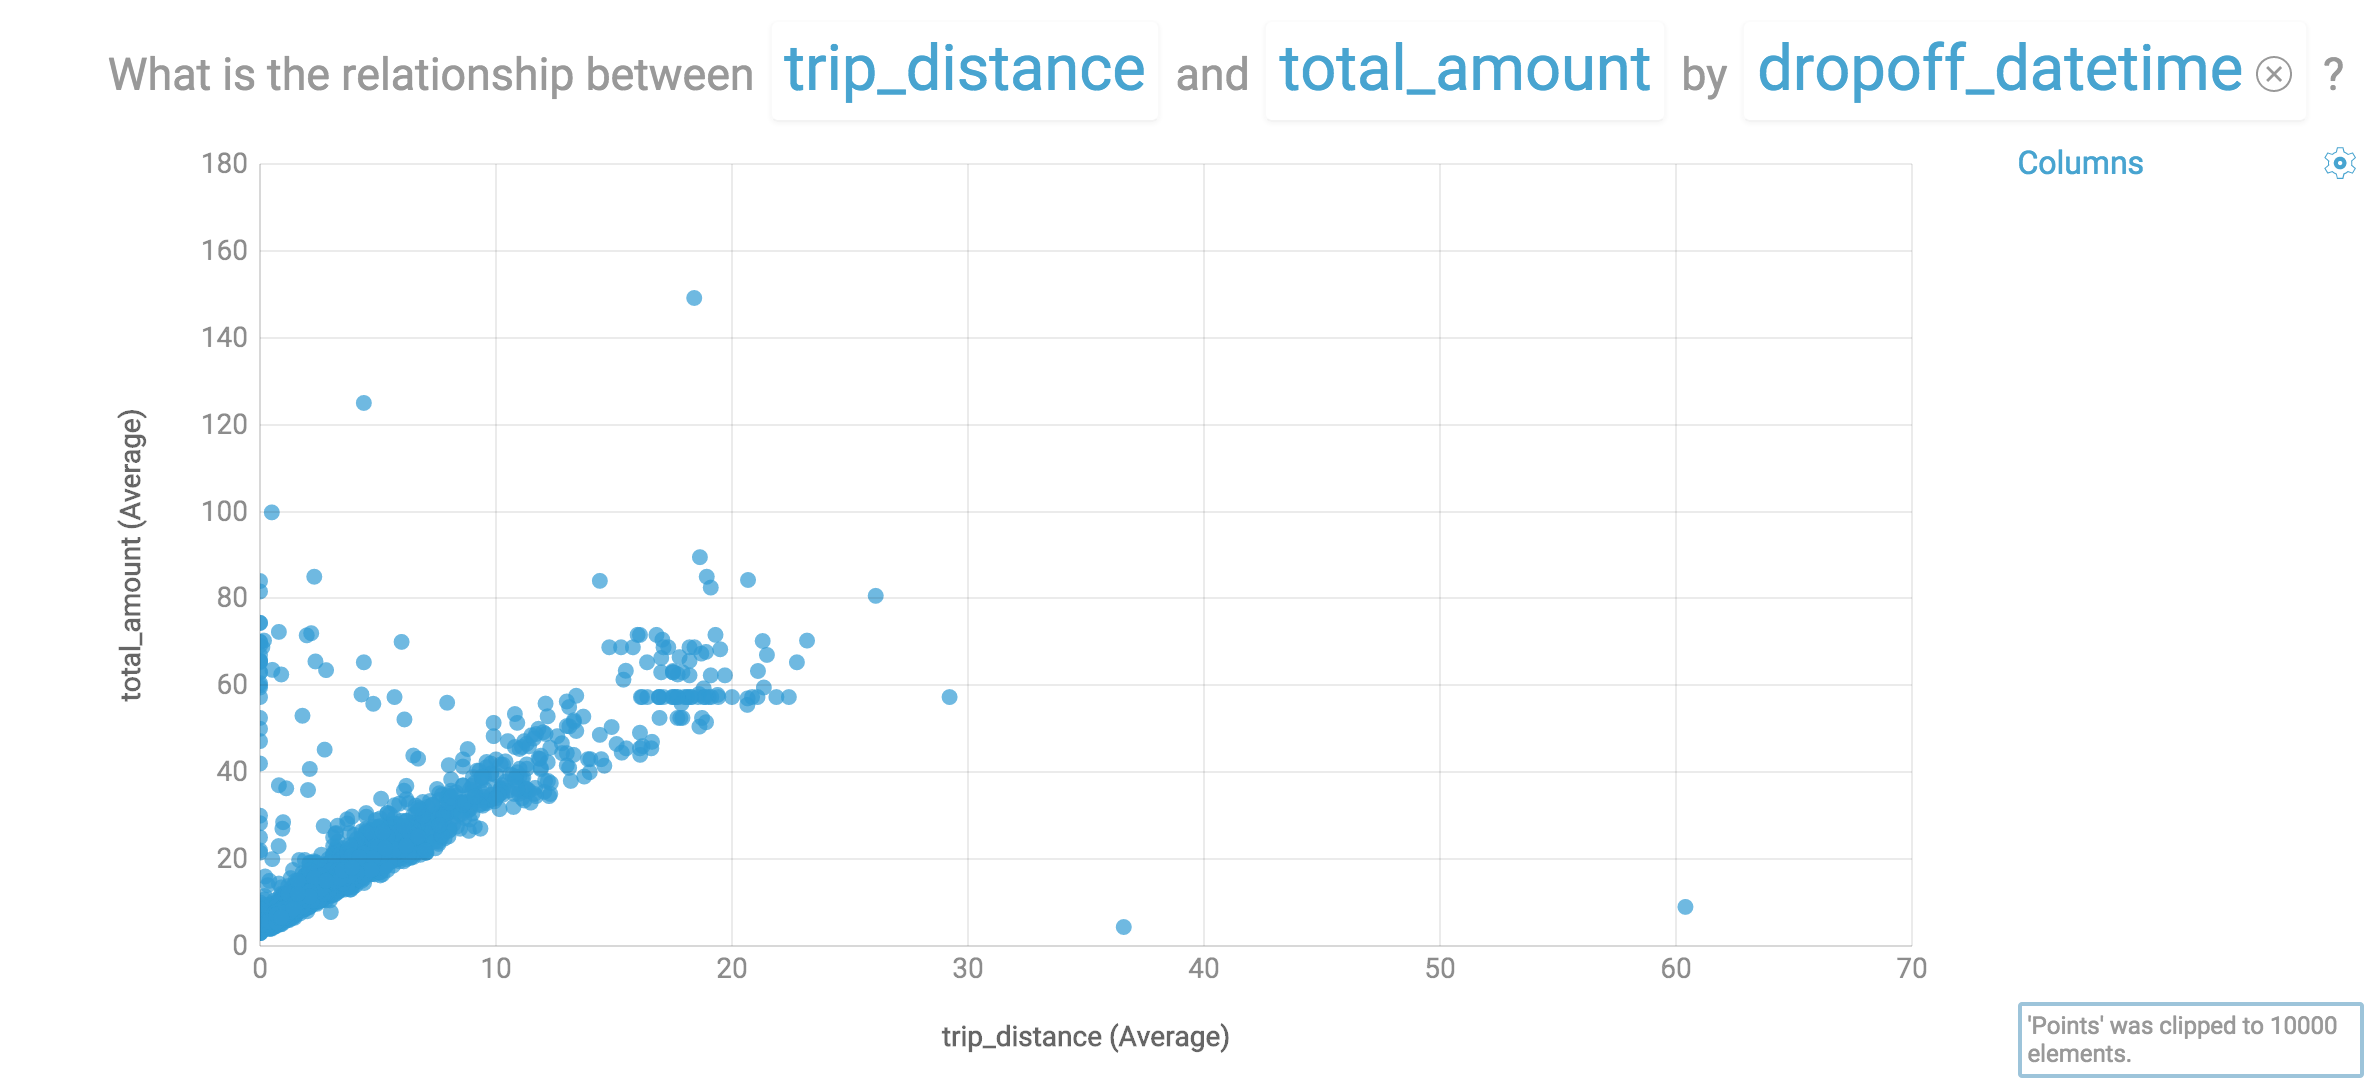 What is the relationship between trip_distance and total_amount by dropoff_datetime ?
Columns
180
160
140
120
100
80
60
40
20
0
total_amount (Average)
0 10 20 30 40 50 60 70
trip_distance (Average)
'Points' was clipped to 10000
elements.